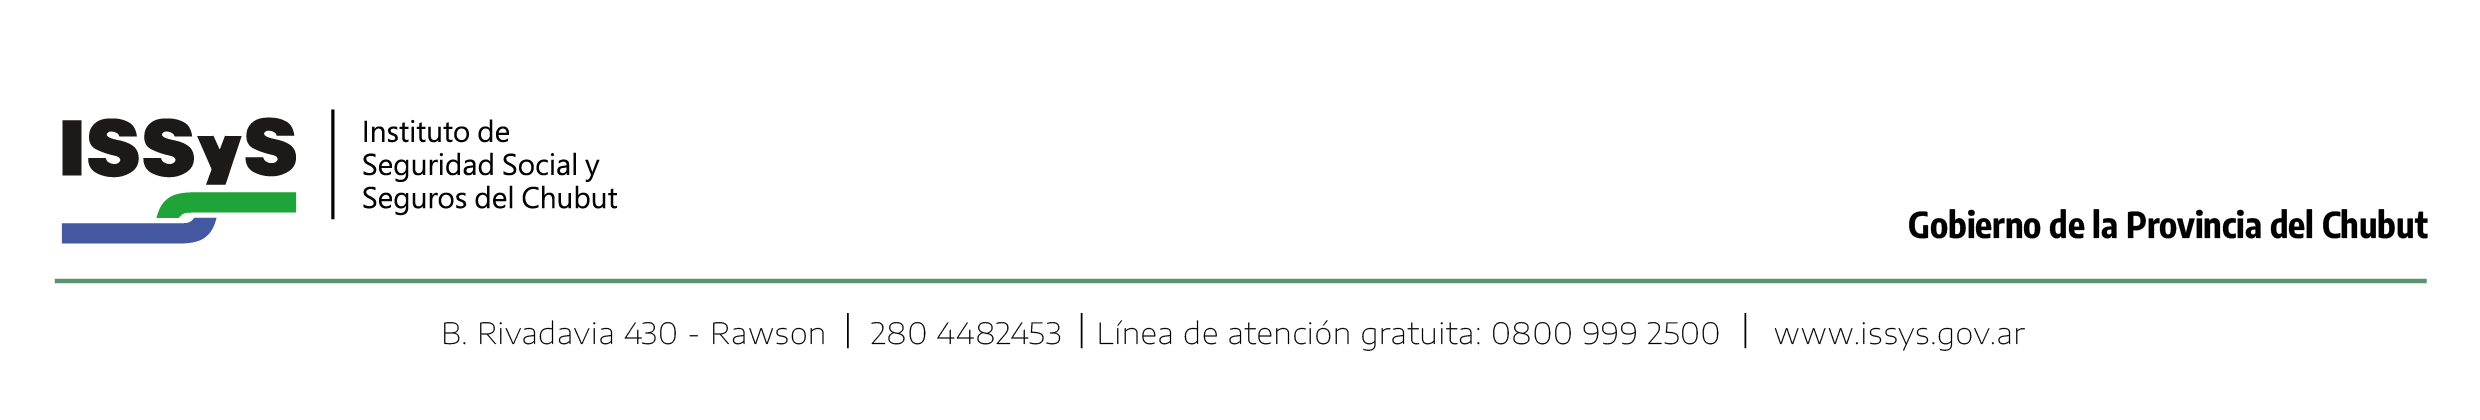 ISSyS
Instituto de
Seguridad Social y
Seguros del Chubut
Gobierno de la Provincia del Chubut
B. Rivadavia 430 - Rawson | 280 4482453 | Línea de atención gratuita: 0800 999 2500 | www.issys.gov.ar